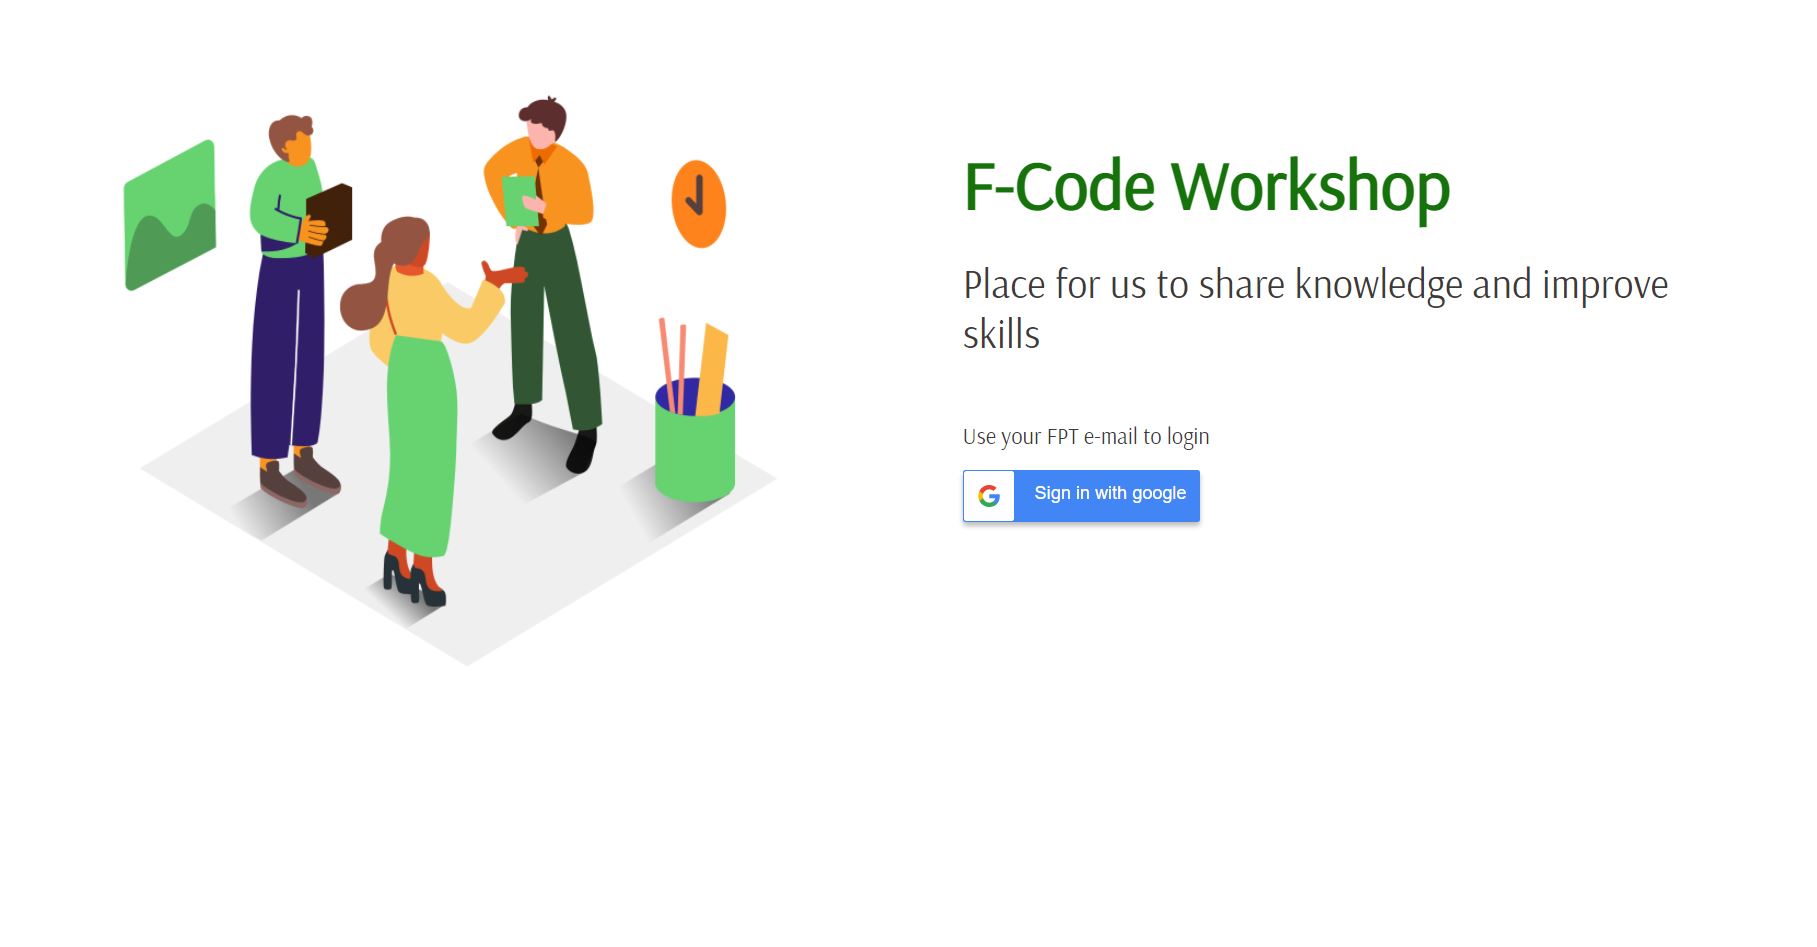 F-Code Workshop
Place for us to share knowledge and improve
skills
Use your FPT e-mail to login
Sign in with google